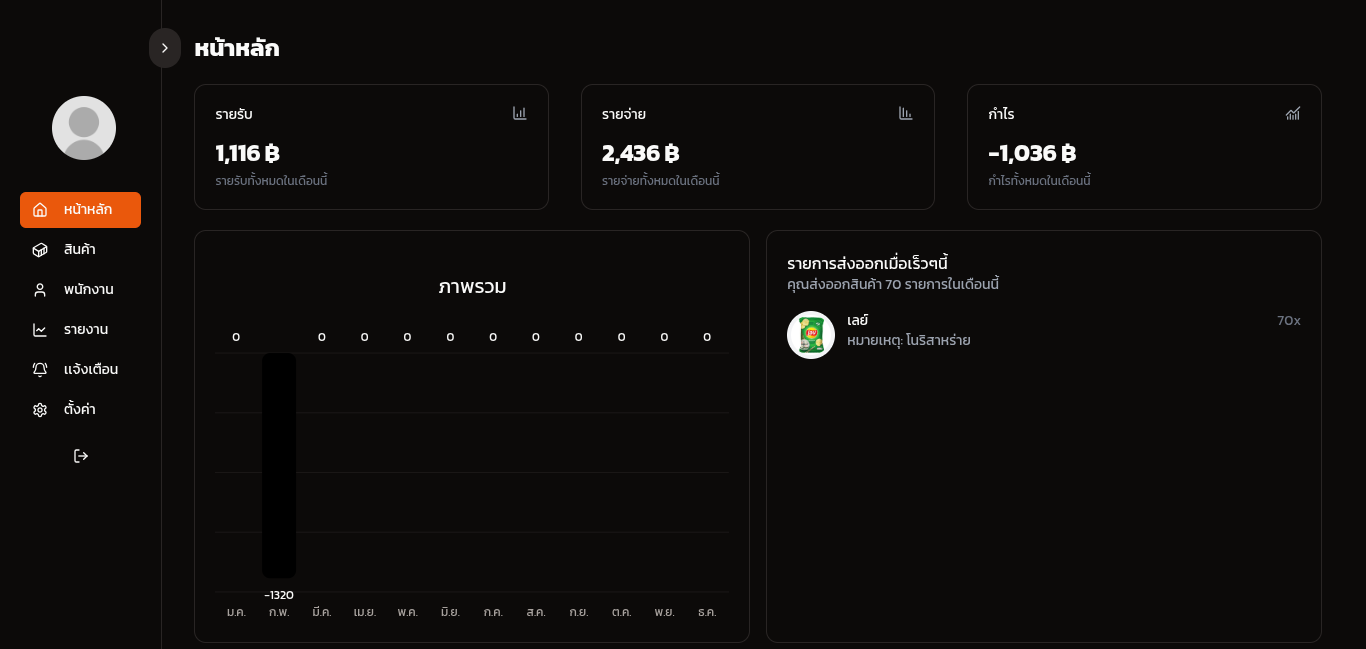 หน้าหลัก
หน้าหลัก
สินค้า
พนักงาน
รายงาน
แจ้งเตือน
ตั้งค่า
รายรับ
1,116 ฿
รายรับทั้งหมดในเดือนนี้
รายจ่าย
2,436 ฿
รายจ่ายทั้งหมดในเดือนนี้
กำไร
-1,036 ฿
กำไรทั้งหมดในเดือนนี้
ภาพรวม
0 0 0 0 0 0 0 0 0 0 0
-1320
ม.ค. ก.พ. มี.ค. เม.ย. พ.ค. มิ.ย. ก.ค. ส.ค. ก.ย. ต.ค. พ.ย. ธ.ค.
รายการส่งออกเมื่อเร็วๆนี้
คุณส่งออกสินค้า 70 รายการในเดือนนี้
เลย์ 70x
หมายเหตุ: โนริสาหร่าย